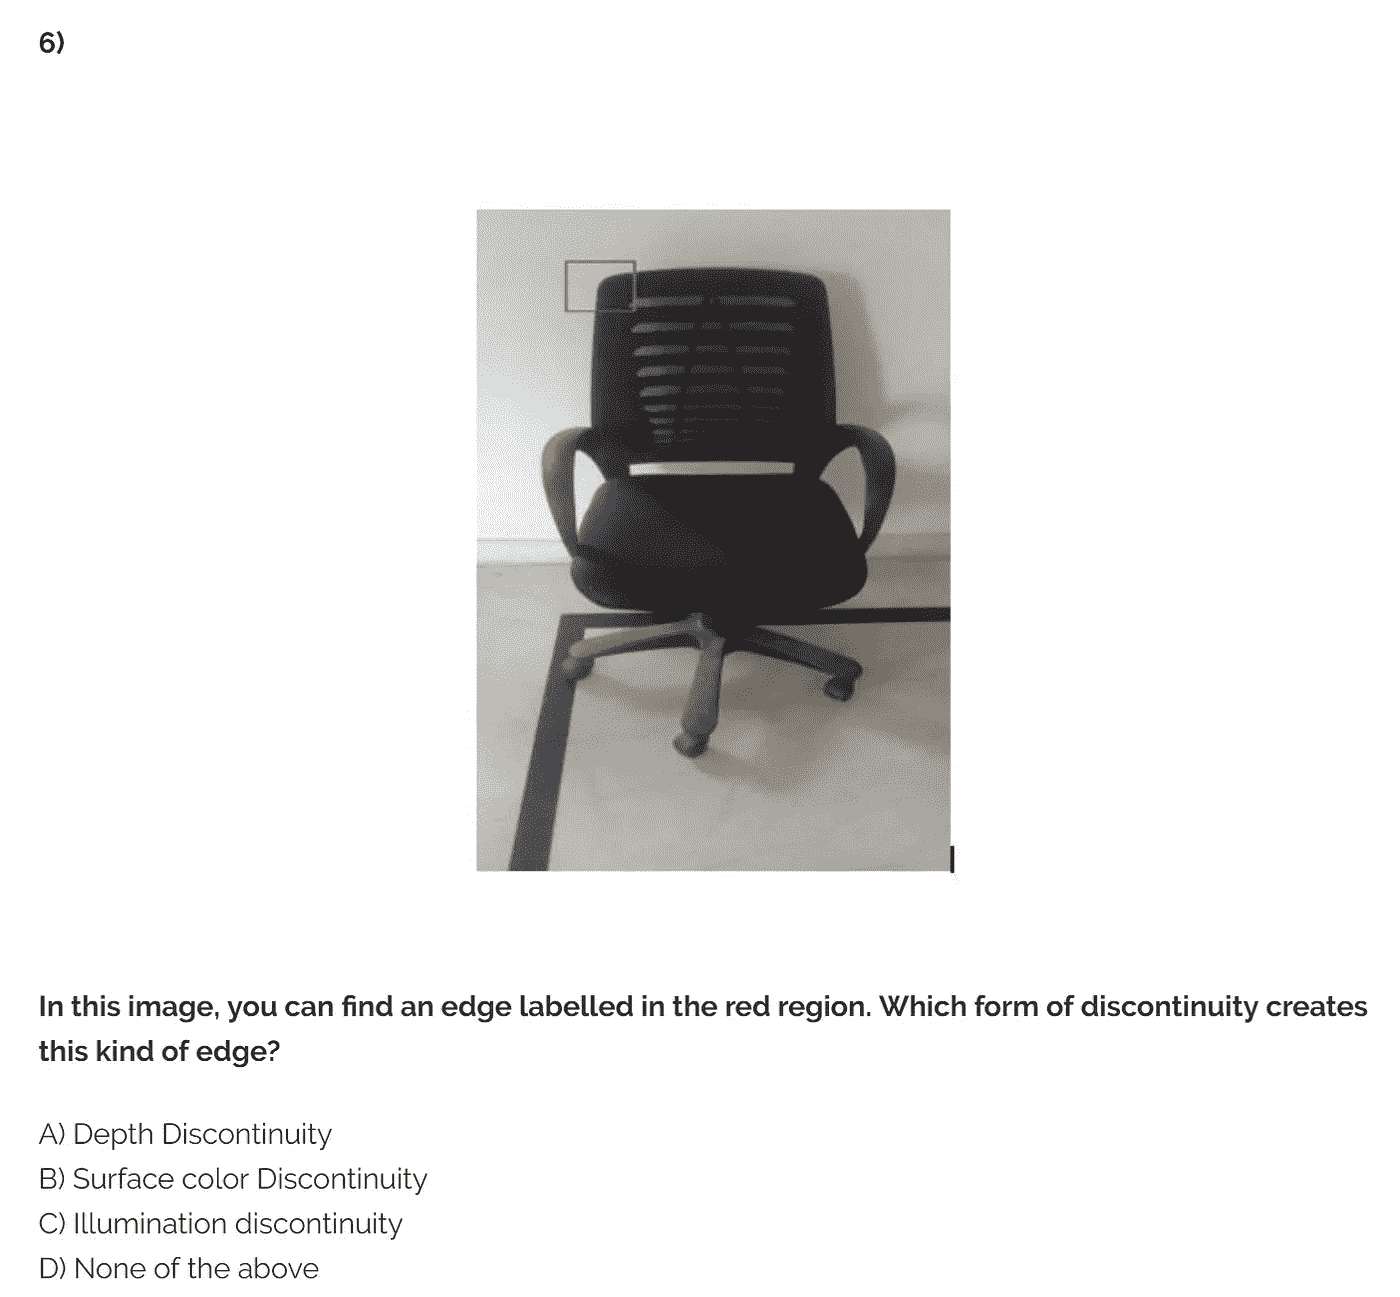 6)
In this image, you can find an edge labelled in the red region. Which form of discontinuity creates
this kind of edge?
A) Depth Discontinuity
B) Surface color Discontinuity
C) Illumination discontinuity
D) None of the above